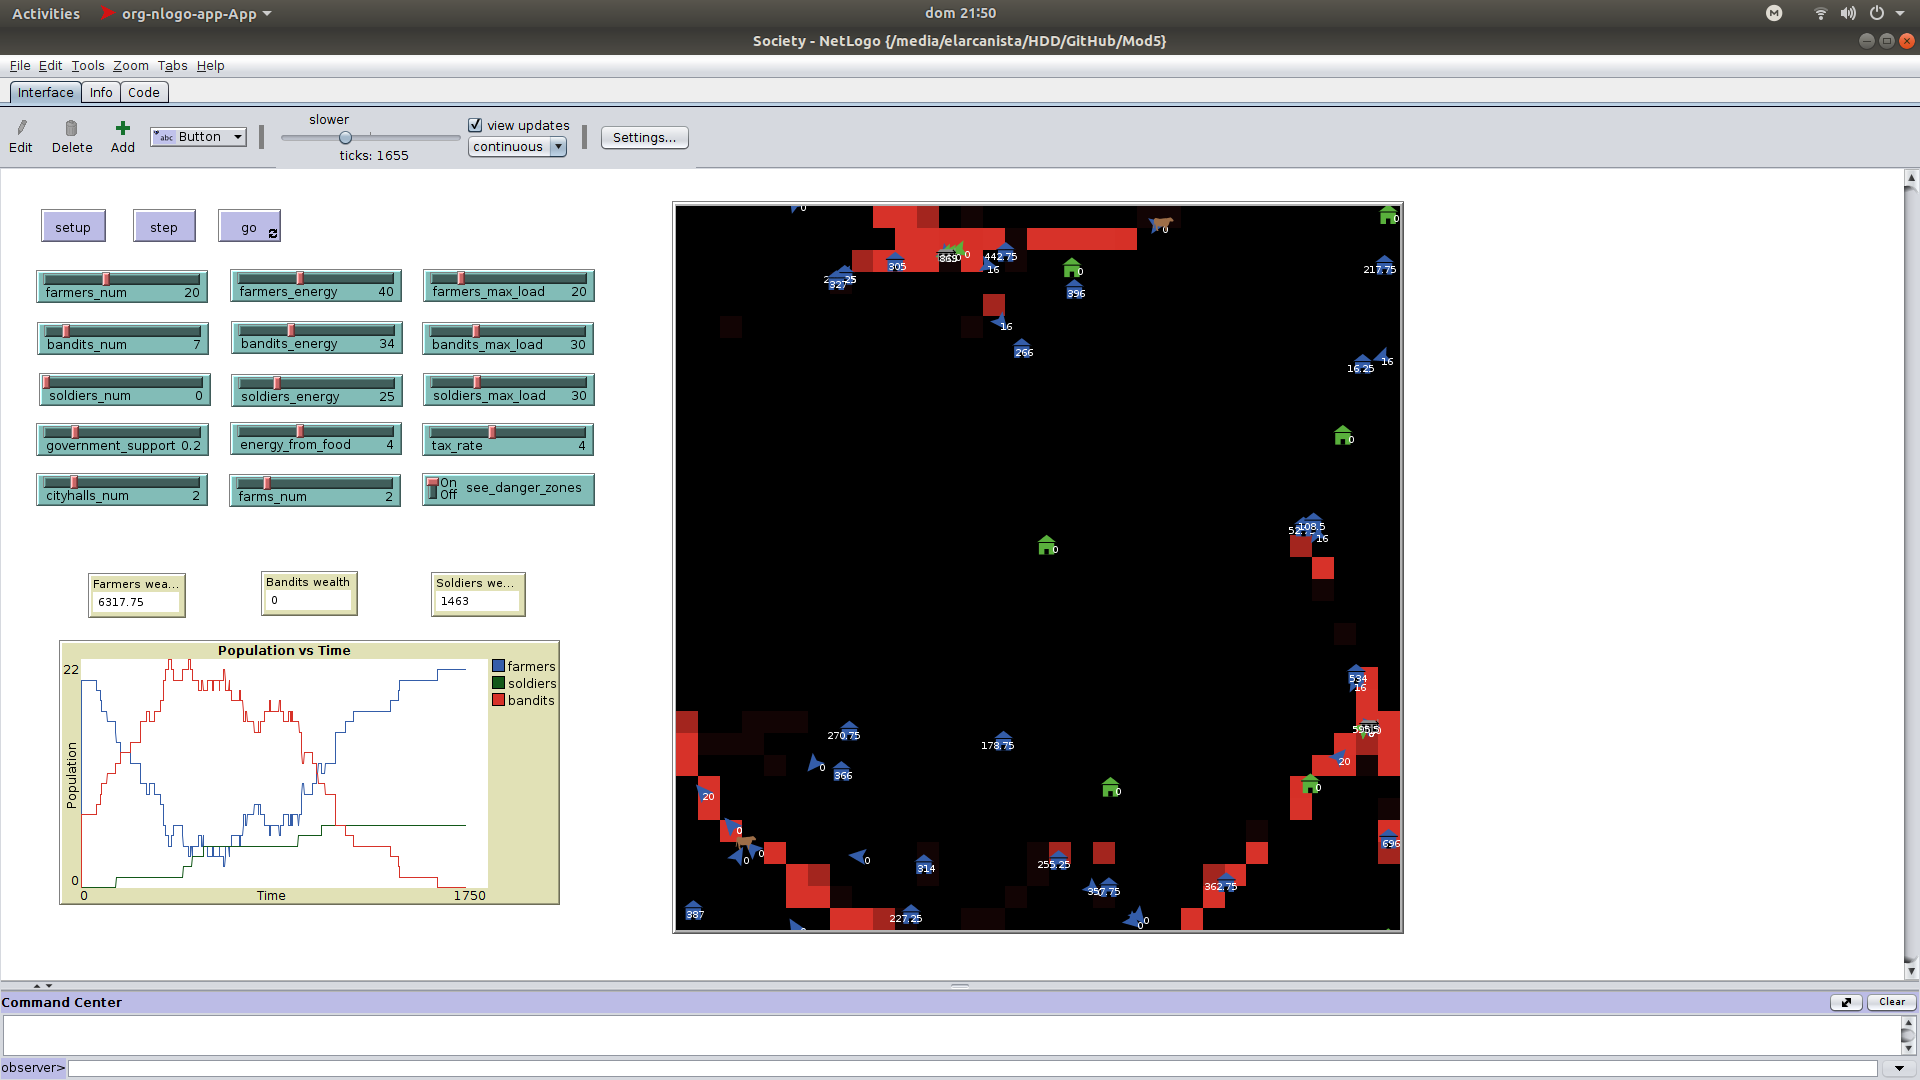 Activities org-nlogo-app-App dom 21:50
Society - NetLogo {/media/elarcanista/HDD/GitHub/Mod5}
File Edit Tools Zoom Tabs Help
Interface Info Code
Edit Delete Add abc Button slower ticks: 1655 view updates continuous Settings...
setup step go
farmers_num 20 farmers_energy 40 farmers_max_load 20
bandits_num 7 bandits_energy 34 bandits_max_load 30
soldiers_num 0 soldiers_energy 25 soldiers_max_load 30
government_support 0.2 energy_from_food 4 tax_rate 4
cityhalls_num 2 farms_num 2 On Off see_danger_zones
Farmers wea... Bandits wealth Soldiers we...
6317.75 0 1463
Population vs Time
22
Population
0
0 Time 1750
farmers
soldiers
bandits
0 0 0
305 0 442.75 16 0 217.75
327 396
16
266 16.25 16
0
108.5
16
0 0
534
16
270.75 178.75
0 366 20
20 0 0
0 0 0 696
0 314 255.25
357.75 362.75
387 227.25 0
0
Command Center Clear
observer>